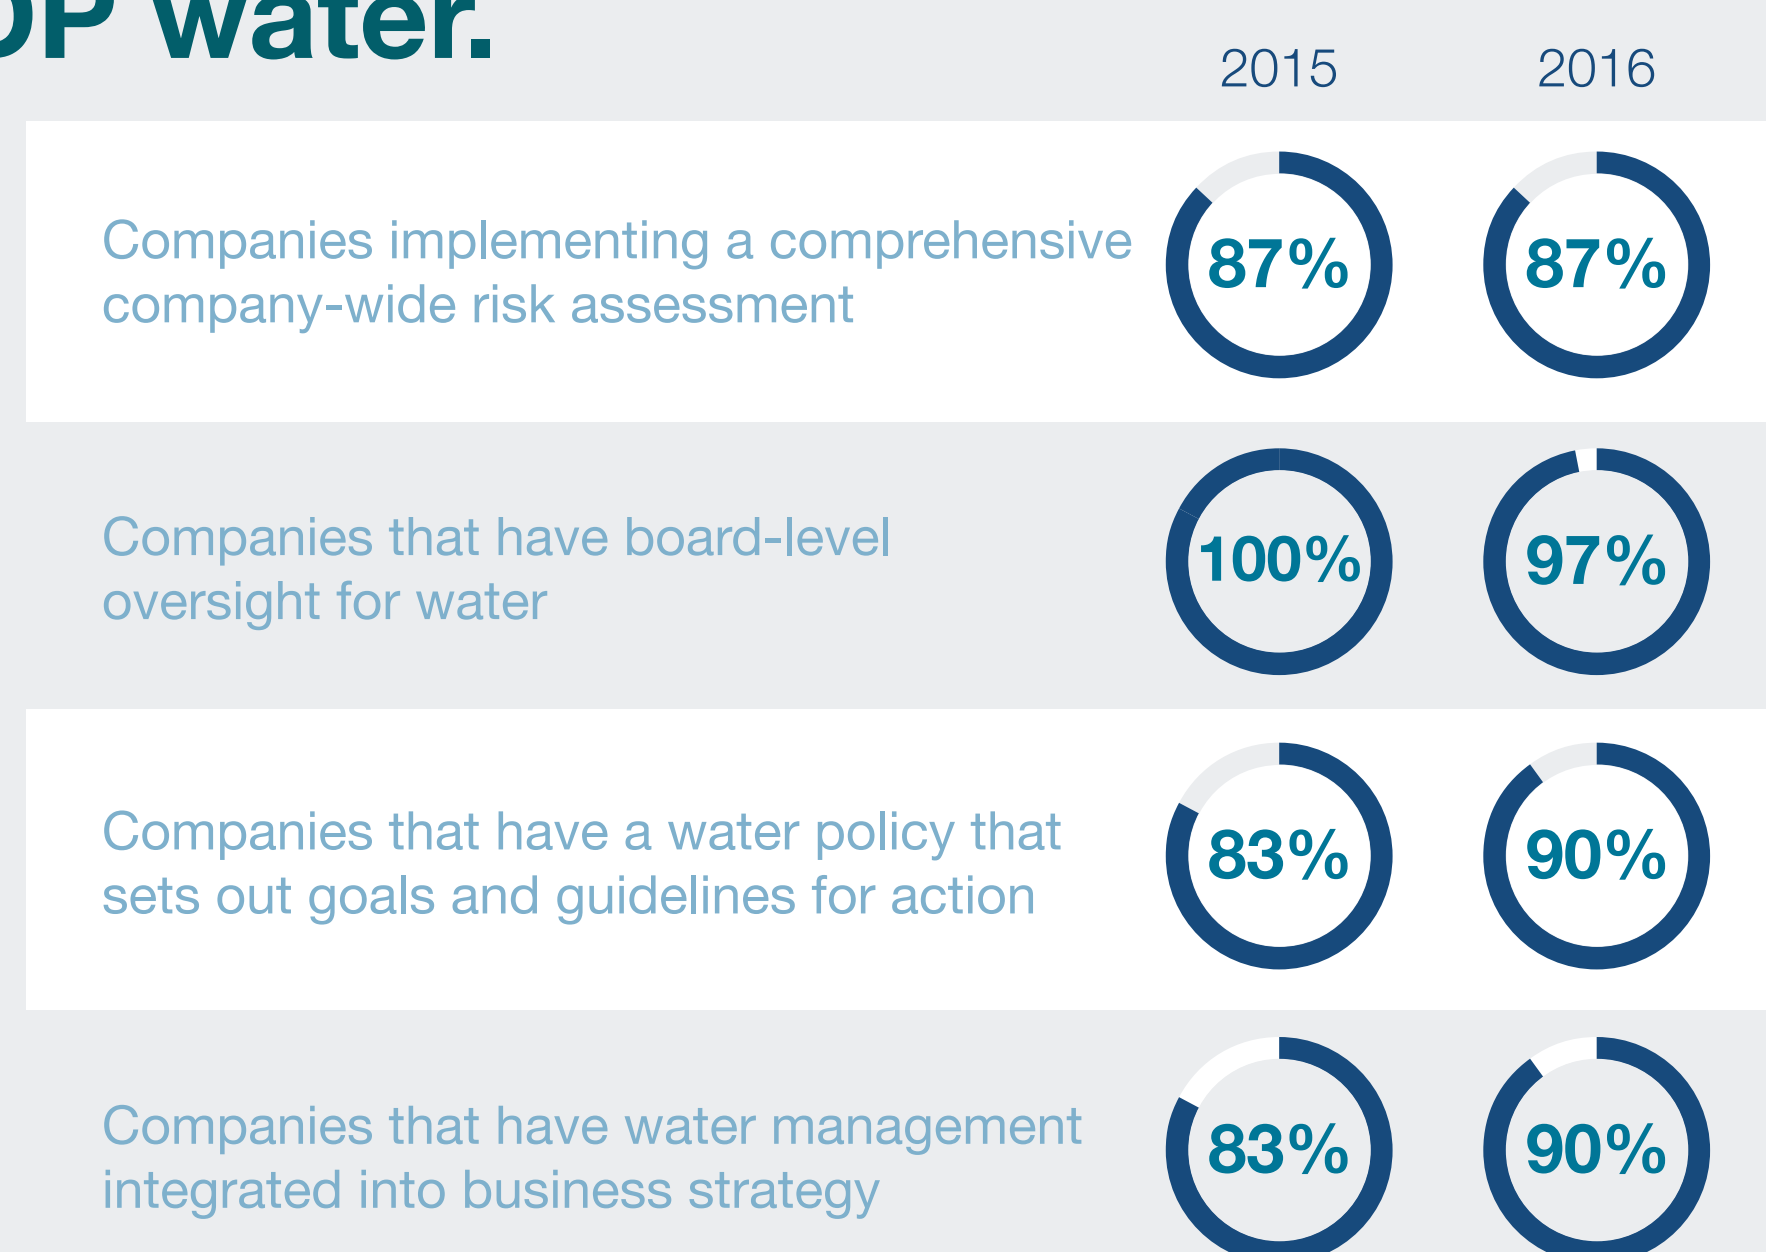 water.
2015 2016
Companies implementing a comprehensive
company-wide risk assessment
87% 87%
Companies that have board-level
oversight for water
100% 97%
Companies that have a water policy that
sets out goals and guidelines for action
83% 90%
Companies that have water management
integrated into business strategy
83% 90%